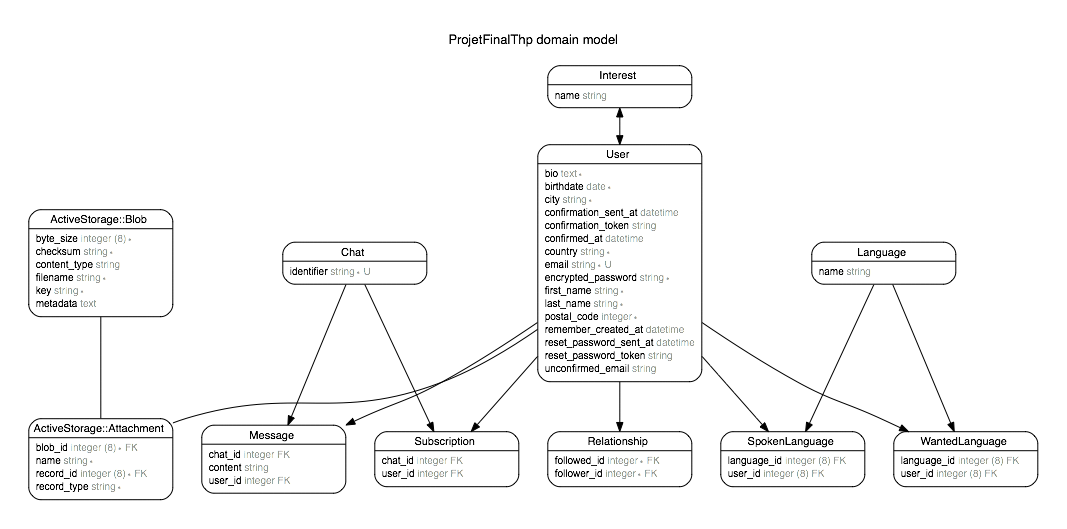 ProjetFinalThp domain model
Interest
name string
User
bio text ∗
birthdate date ∗
city string ∗
confirmation_sent_at datetime
confirmation_token string
confirmed_at datetime
country string ∗
email string ∗ U
encrypted_password string ∗
first_name string ∗
last_name string ∗
postal_code integer ∗
remember_created_at datetime
reset_password_sent_at datetime
reset_password_token string
unconfirmed_email string
ActiveStorage::Blob
byte_size integer (8) ∗
checksum string ∗
content_type string
filename string ∗
key string ∗
metadata text
Chat
identifier string ∗ U
Language
name string
ActiveStorage::Attachment
blob_id integer (8) ∗ FK
name string ∗
record_id integer (8) ∗ FK
record_type string ∗
Message
chat_id integer FK
content string
user_id integer FK
Subscription
chat_id integer FK
user_id integer FK
Relationship
followed_id integer ∗ FK
follower_id integer ∗ FK
SpokenLanguage
language_id integer (8) FK
user_id integer (8) FK
WantedLanguage
language_id integer (8) FK
user_id integer (8) FK